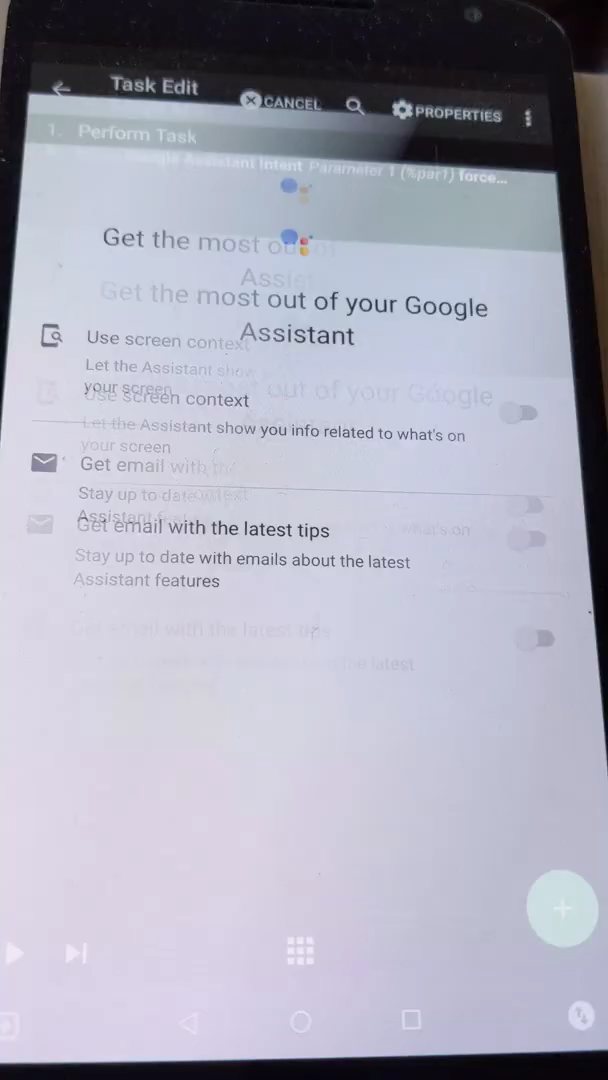 Task Edit
CANCEL
PROPERTIES
1. Perform Task
Google Assistant Intent Parameter 1 (%par1) force...
Get the most out of
Assis
Get the most out of your Google
Assistant
out of your Google
Use screen context
Let the Assistant show
your screen
Use screen context
Let the Assistant show you info related to what's on
your screen
Get email with the
Stay up to date
Assistant
what's on
Get email with the latest tips
Stay up to date with emails about the latest
Assistant features
Get email with the latest tips
the latest